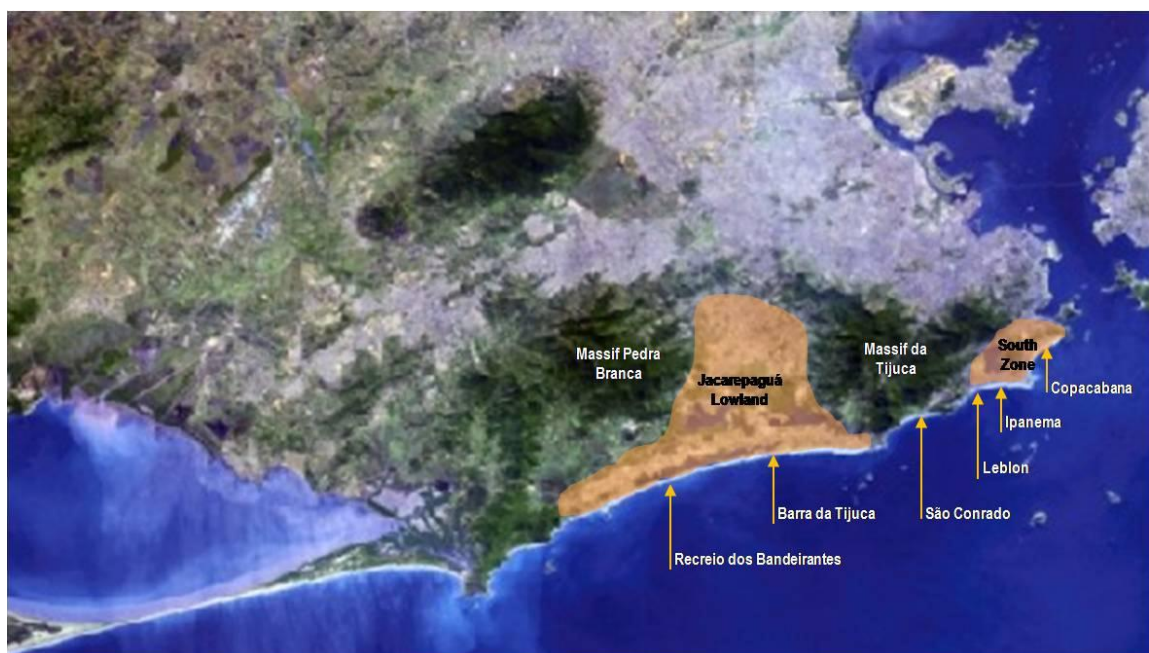 Massif Pedra
Branca
Jacarepaguá
Lowland
Massif da
Tijuca
South
Zone
Copacabana
Ipanema
Leblon
São Conrado
Barra da Tijuca
Recreio dos Bandeirantes